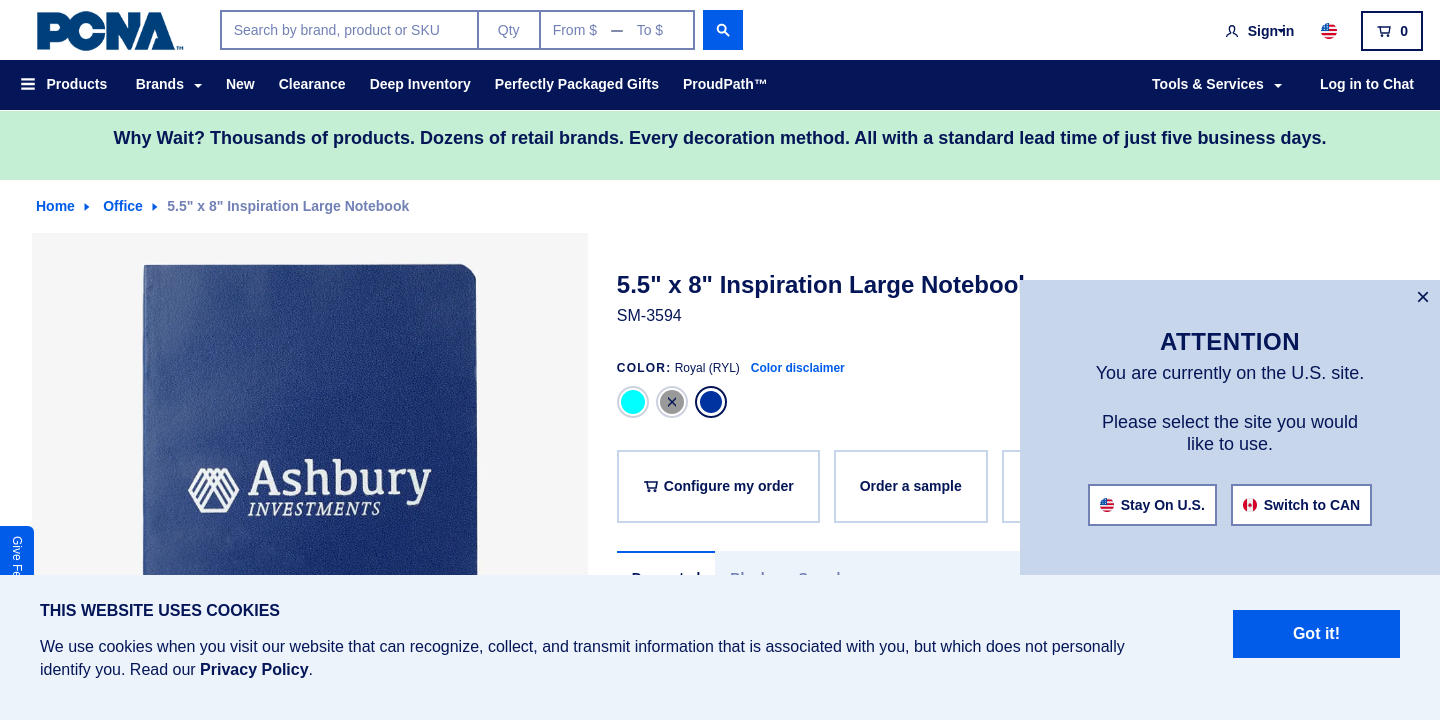 PCNA™
Search by brand, product or SKU
Qty
From $ — To $
Sign in
0
Products
Brands
New
Clearance
Deep Inventory
Perfectly Packaged Gifts
ProudPath™
Tools & Services
Log in to Chat
Why Wait? Thousands of products. Dozens of retail brands. Every decoration method. All with a standard lead time of just five business days.
Home
Office
5.5" x 8" Inspiration Large Notebook
Ashbury
INVESTMENTS
5.5" x 8" Inspiration Large Notebook
SM-3594
COLOR: Royal (RYL) Color disclaimer
Configure my order
Order a sample
ATTENTION
You are currently on the U.S. site.
Please select the site you would
like to use.
Stay On U.S.
Switch to CAN
Give Fe
THIS WEBSITE USES COOKIES
We use cookies when you visit our website that can recognize, collect, and transmit information that is associated with you, but which does not personally
identify you. Read our Privacy Policy.
Got it!